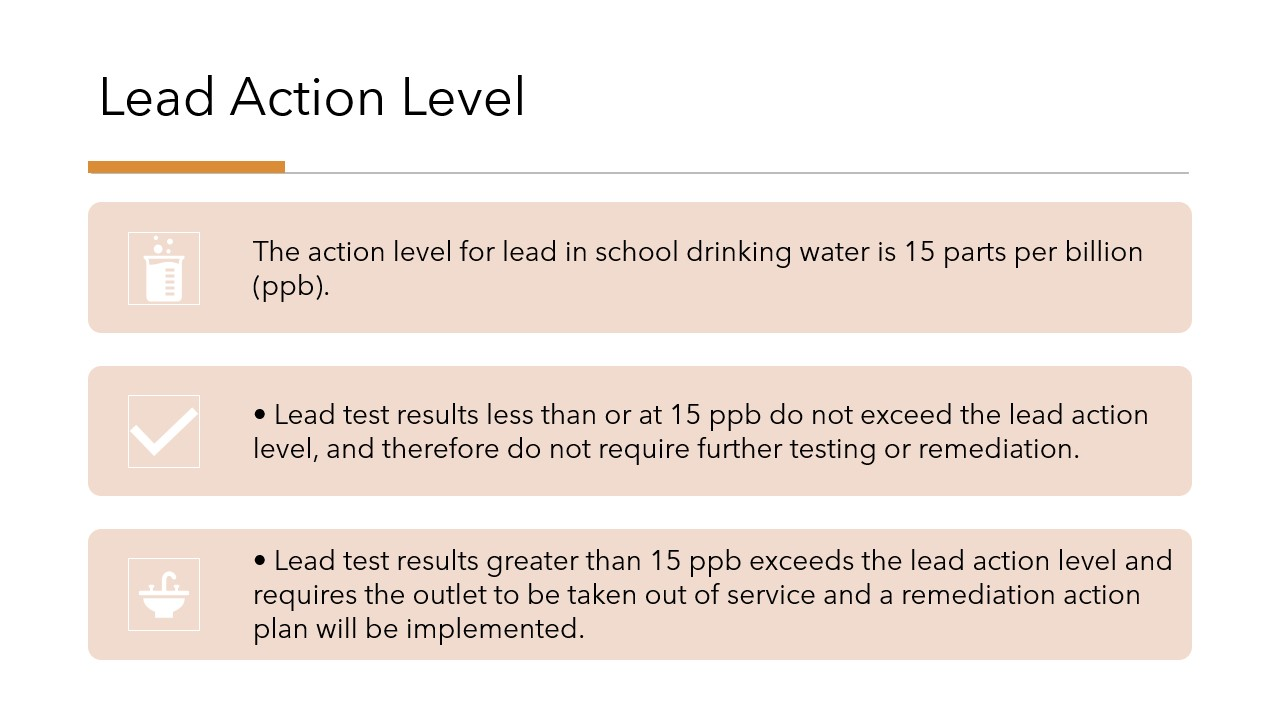 Lead Action Level
The action level for lead in school drinking water is 15 parts per billion
(ppb).
• Lead test results less than or at 15 ppb do not exceed the lead action
level, and therefore do not require further testing or remediation.
• Lead test results greater than 15 ppb exceeds the lead action level and
requires the outlet to be taken out of service and a remediation action
plan will be implemented.